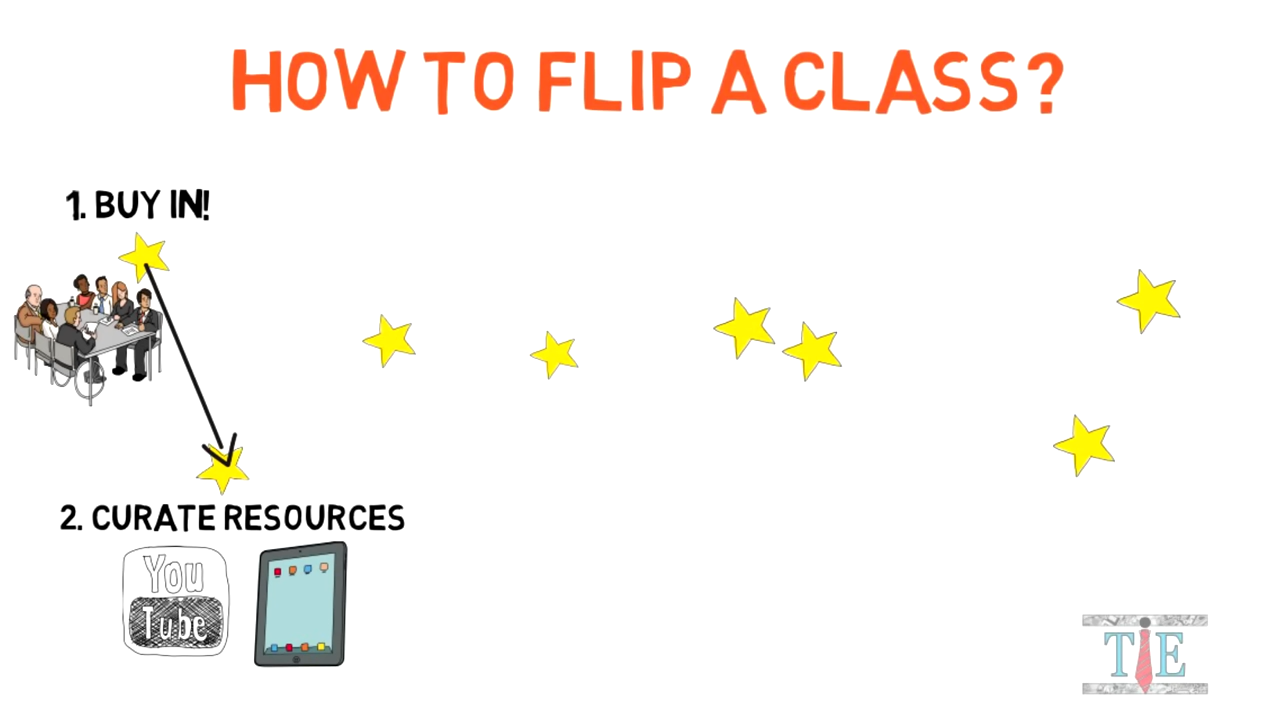 HOW TO FLIP A CLASS?
1. BUY IN!
2. CURATE RESOURCES
You
Tube
TIE